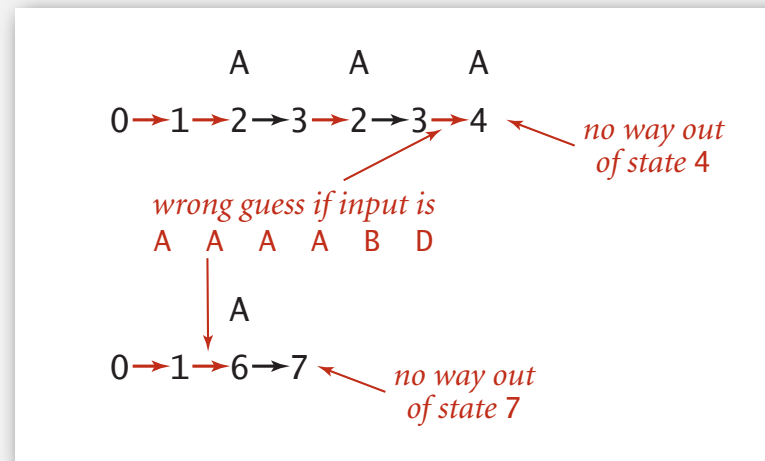 A A A
0 1 2 3 2 3 4
no way out
of state 4
wrong guess if input is
A A A A B D
A
0 1 6 7
no way out
of state 7